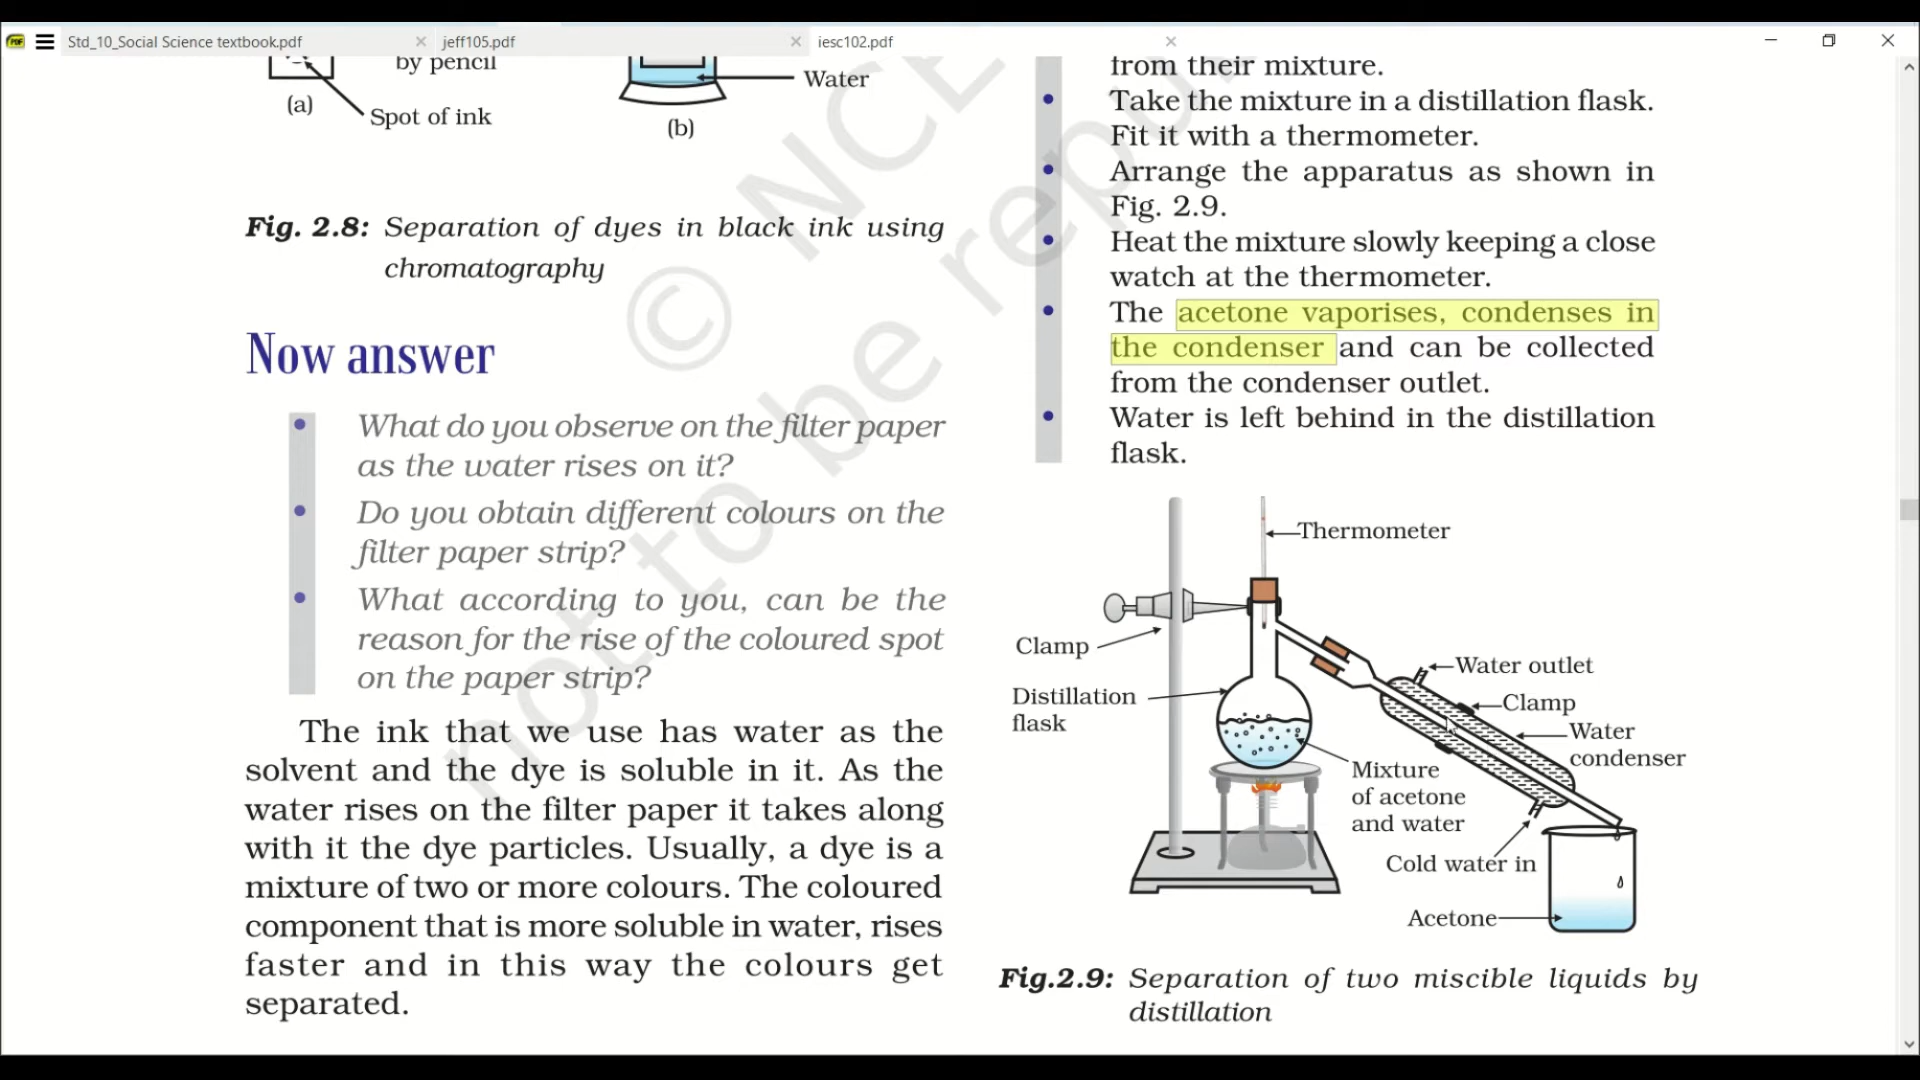 Std_10_Social Science textbook.pdf
jeff105.pdf
iesc102.pdf
by pencil
(a)
Spot of ink
Water
(b)
Fig. 2.8: Separation of dyes in black ink using
chromatography
Now answer
• What do you observe on the filter paper
as the water rises on it?
• Do you obtain different colours on the
filter paper strip?
• What according to you, can be the
reason for the rise of the coloured spot
on the paper strip?
The ink that we use has water as the
solvent and the dye is soluble in it. As the
water rises on the filter paper it takes along
with it the dye particles. Usually, a dye is a
mixture of two or more colours. The coloured
component that is more soluble in water, rises
faster and in this way the colours get
separated.
from their mixture.
• Take the mixture in a distillation flask.
Fit it with a thermometer.
• Arrange the apparatus as shown in
Fig. 2.9.
• Heat the mixture slowly keeping a close
watch at the thermometer.
• The acetone vaporises, condenses in
the condenser and can be collected
from the condenser outlet.
• Water is left behind in the distillation
flask.
Thermometer
Clamp
Distillation
flask
Water outlet
Clamp
Water
condenser
Mixture
of acetone
and water
Cold water in
Acetone
Fig.2.9: Separation of two miscible liquids by
distillation
© NCE
not to be repu